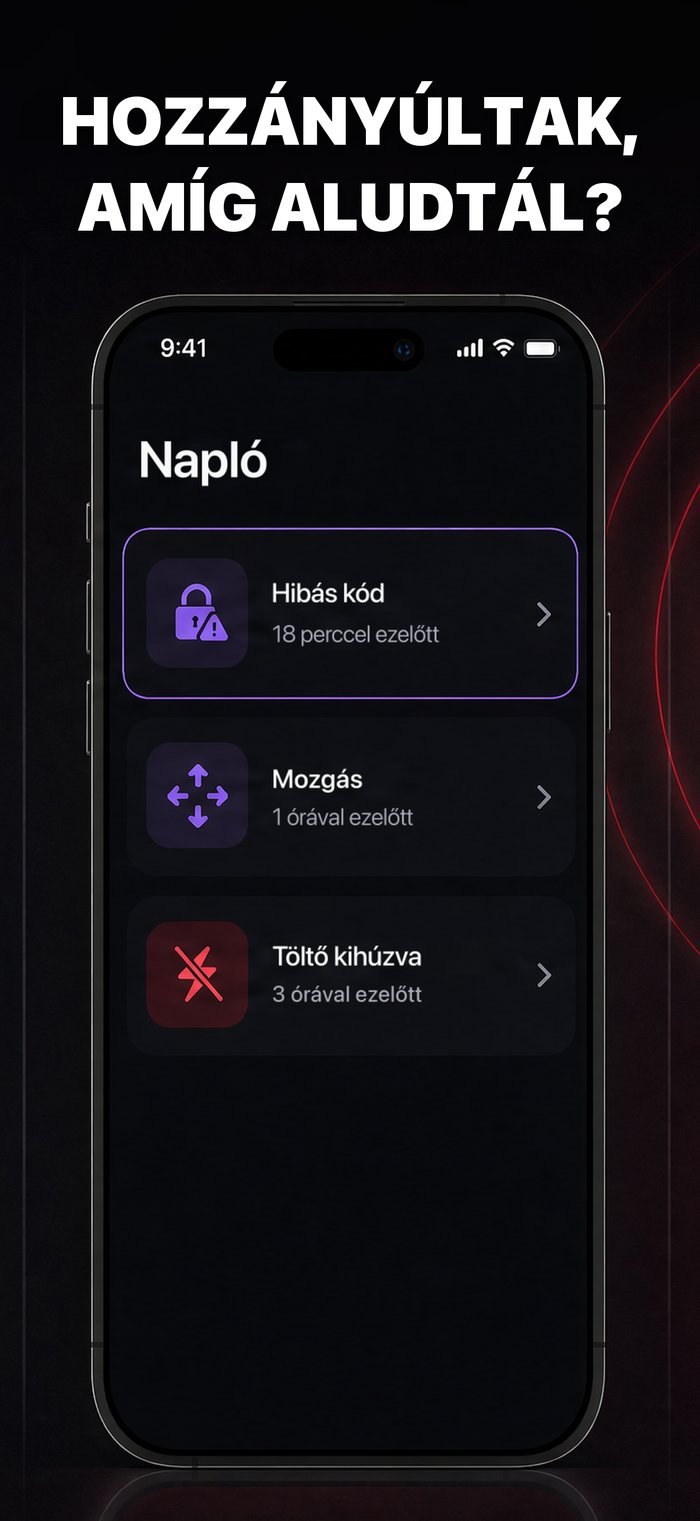 HOZZÁNYÚLTAK,
AMÍG ALUDTÁL?
9:41
Napló
Hibás kód
18 perccel ezelőtt
Mozgás
1 órával ezelőtt
Töltő kihúzva
3 órával ezelőtt